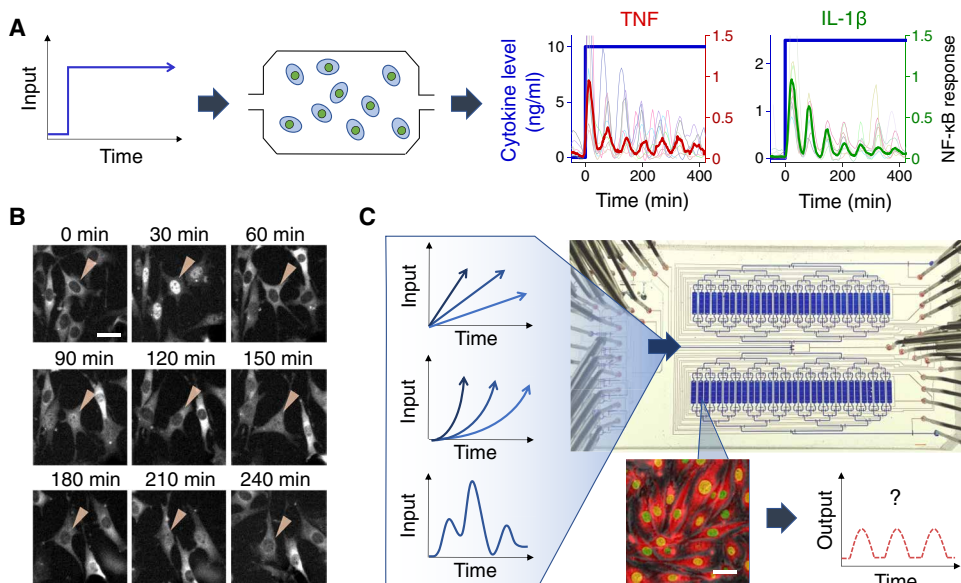 A
Input
Time
TNF
Cytokine level
(ng/ml)
10
5
0
1.5
1
0.5
0
0
200
400
Time (min)
IL-1β
2
1
0
1.5
1
0.5
0
NF-κB response
0
200
400
Time (min)
B
0 min
30 min
60 min
90 min
120 min
150 min
180 min
210 min
240 min
C
Input
Time
Input
Time
Input
Output
?
Time